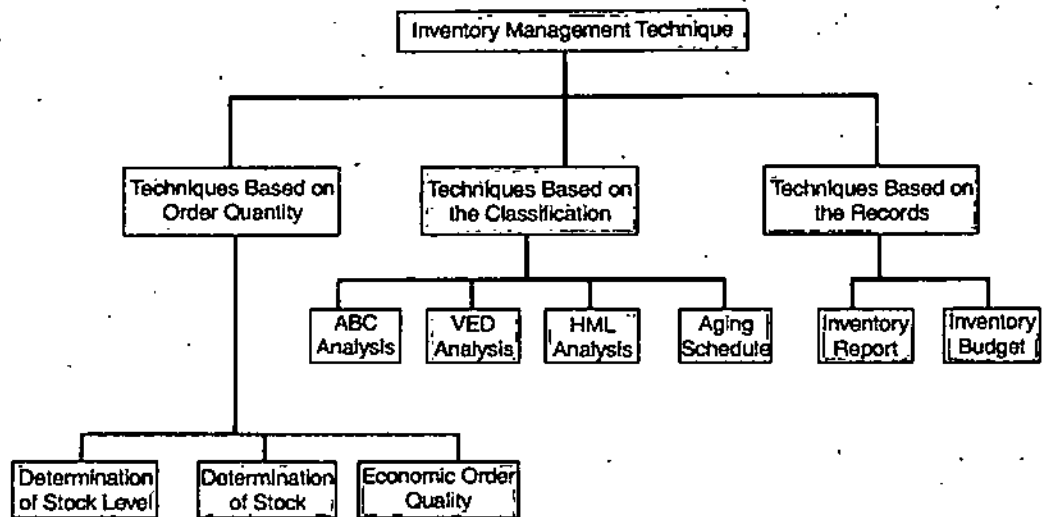 Inventory Management Technique
Techniques Based on
Order Quantity
Techniques Based on
the Classification
Techniques Based on
the Records
ABC
Analysis
VED
Analysis
HML
Analysis
Aging
Schedule
Inventory
Report
Inventory
Budget
Determination
of Stock Level
Determination
of Stock
Economic Order
Quality